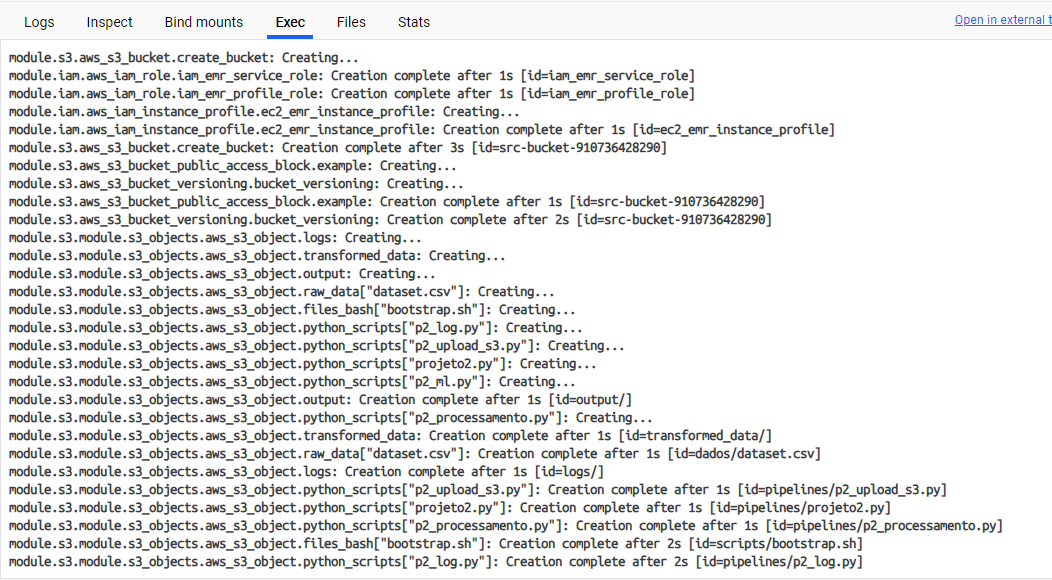 Logs Inspect Bind mounts Exec Files Stats Open in external t
module.s3.aws_s3_bucket.create_bucket: Creating...
module.iam.aws_iam_role.iam_emr_service_role: Creation complete after 1s [id=iam_emr_service_role]
module.iam.aws_iam_role.iam_emr_profile_role: Creation complete after 1s [id=iam_emr_profile_role]
module.iam.aws_iam_instance_profile.ec2_emr_instance_profile: Creating...
module.iam.aws_iam_instance_profile.ec2_emr_instance_profile: Creation complete after 1s [id=ec2_emr_instance_profile]
module.s3.aws_s3_bucket.create_bucket: Creation complete after 3s [id=src-bucket-910736428290]
module.s3.aws_s3_bucket_public_access_block.example: Creating...
module.s3.aws_s3_bucket_versioning.bucket_versioning: Creating...
module.s3.aws_s3_bucket_public_access_block.example: Creation complete after 1s [id=src-bucket-910736428290]
module.s3.aws_s3_bucket_versioning.bucket_versioning: Creation complete after 2s [id=src-bucket-910736428290]
module.s3.module.s3_objects.aws_s3_object.logs: Creating...
module.s3.module.s3_objects.aws_s3_object.transformed_data: Creating...
module.s3.module.s3_objects.aws_s3_object.output: Creating...
module.s3.module.s3_objects.aws_s3_object.raw_data["dataset.csv"]: Creating...
module.s3.module.s3_objects.aws_s3_object.files_bash["bootstrap.sh"]: Creating...
module.s3.module.s3_objects.aws_s3_object.python_scripts["p2_log.py"]: Creating...
module.s3.module.s3_objects.aws_s3_object.python_scripts["p2_upload_s3.py"]: Creating...
module.s3.module.s3_objects.aws_s3_object.python_scripts["projeto2.py"]: Creating...
module.s3.module.s3_objects.aws_s3_object.python_scripts["p2_ml.py"]: Creating...
module.s3.module.s3_objects.aws_s3_object.output: Creation complete after 1s [id=output/]
module.s3.module.s3_objects.aws_s3_object.python_scripts["p2_processamento.py"]: Creating...
module.s3.module.s3_objects.aws_s3_object.transformed_data: Creation complete after 1s [id=transformed_data/]
module.s3.module.s3_objects.aws_s3_object.raw_data["dataset.csv"]: Creation complete after 1s [id=dados/dataset.csv]
module.s3.module.s3_objects.aws_s3_object.logs: Creation complete after 1s [id=logs/]
module.s3.module.s3_objects.aws_s3_object.python_scripts["p2_upload_s3.py"]: Creation complete after 1s [id=pipelines/p2_upload_s3.py]
module.s3.module.s3_objects.aws_s3_object.python_scripts["projeto2.py"]: Creation complete after 1s [id=pipelines/projeto2.py]
module.s3.module.s3_objects.aws_s3_object.python_scripts["p2_processamento.py"]: Creation complete after 1s [id=pipelines/p2_processamento.py]
module.s3.module.s3_objects.aws_s3_object.files_bash["bootstrap.sh"]: Creation complete after 2s [id=scripts/bootstrap.sh]
module.s3.module.s3_objects.aws_s3_object.python_scripts["p2_log.py"]: Creation complete after 2s [id=pipelines/p2_log.py]